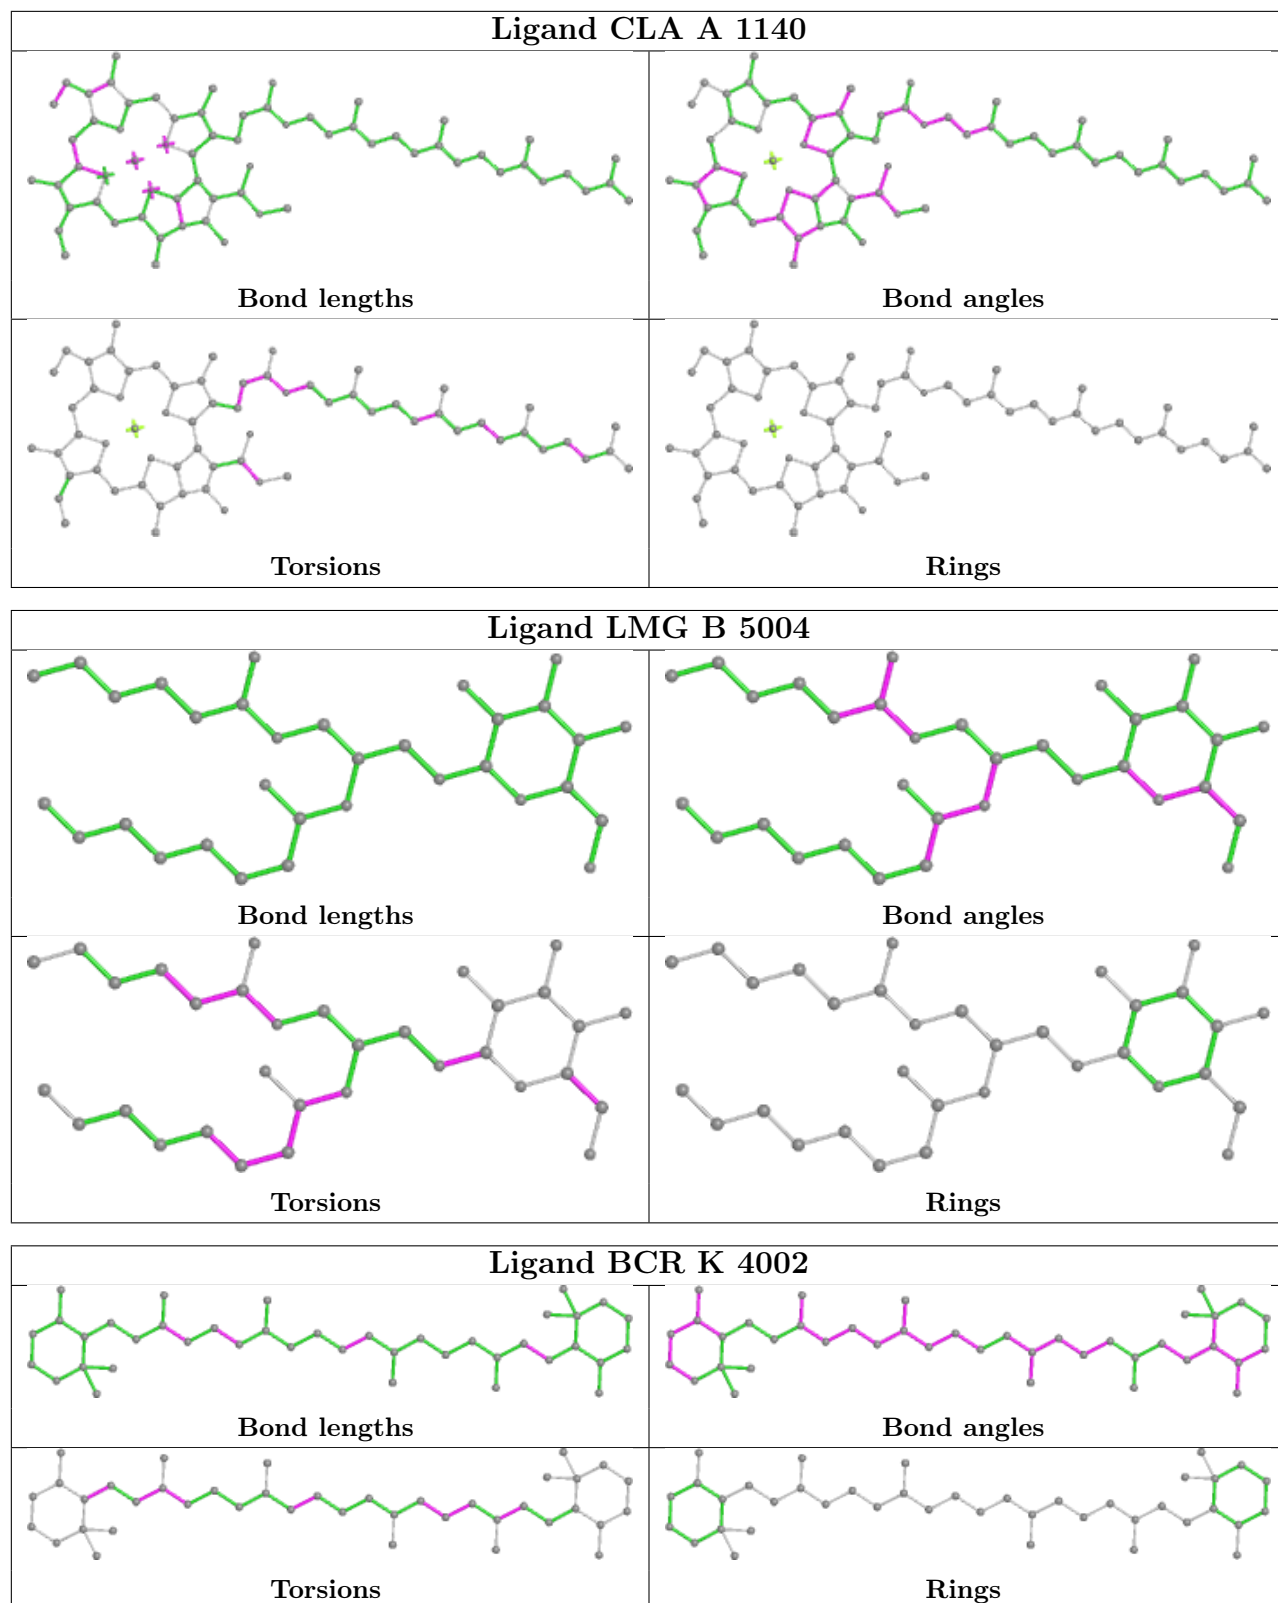 Ligand CLA A 1140
Bond lengths
Bond angles
Torsions
Rings
Ligand LMG B 5004
Bond lengths
Bond angles
Torsions
Rings
Ligand BCR K 4002
Bond lengths
Bond angles
Torsions
Rings